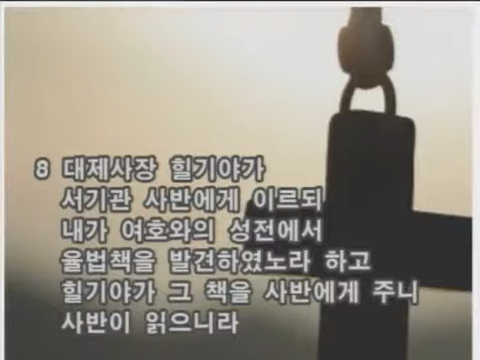 8 대제사장 힐기야가
서기관 사반에게 이르되
내가 여호와의 성전에서
율법책을 발견하였노라 하고
힐기야가 그 책을 사반에게 주니
사반이 읽으니라